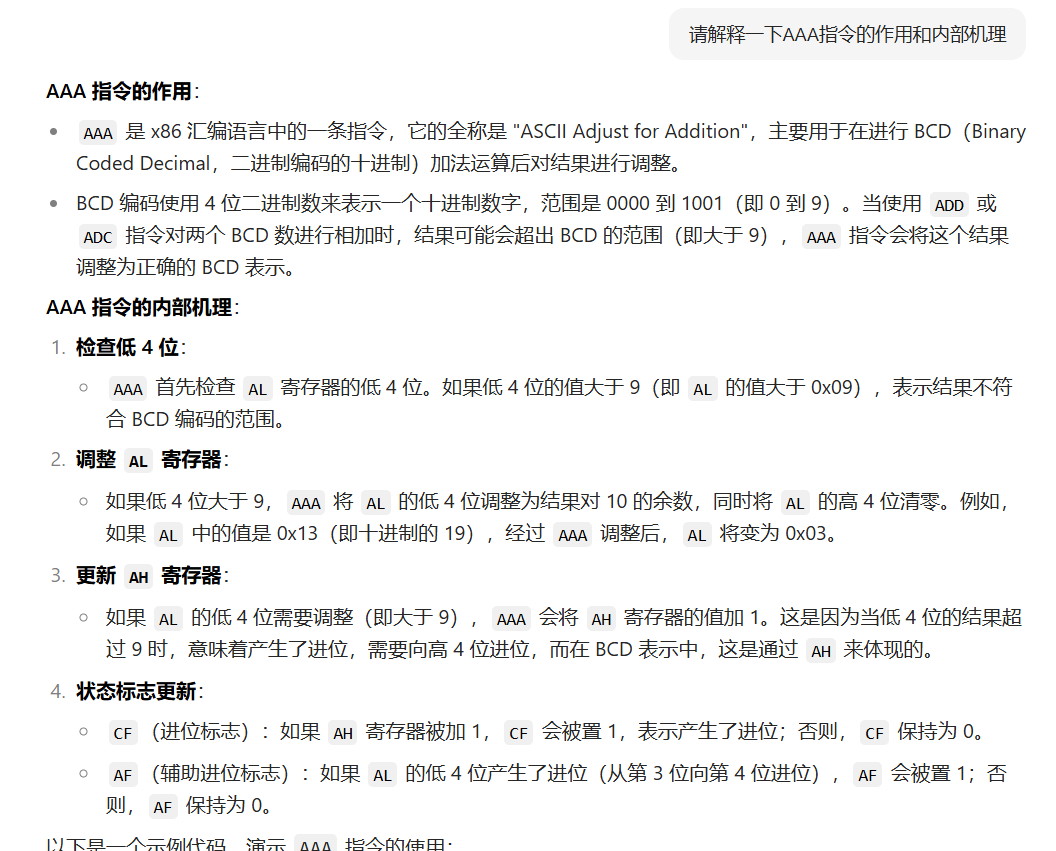 请解释一下AAA指令的作用和内部机理
AAA 指令的作用：
AAA 是 x86 汇编语言中的一条指令，它的全称是 "ASCII Adjust for Addition"，主要用于在进行 BCD（Binary
Coded Decimal，二进制编码的十进制）加法运算后对结果进行调整。
BCD 编码使用 4 位二进制数来表示一个十进制数字，范围是 0000 到 1001（即 0 到 9）。当使用 ADD 或
ADC 指令对两个 BCD 数进行相加时，结果可能会超出 BCD 的范围（即大于 9），AAA 指令会将这个结果
调整为正确的 BCD 表示。
AAA 指令的内部机理：
1. 检查低 4 位：
AAA 首先检查 AL 寄存器的低 4 位。如果低 4 位的值大于 9（即 AL 的值大于 0x09），表示结果不符
合 BCD 编码的范围。
2. 调整 AL 寄存器：
如果低 4 位大于 9，AAA 将 AL 的低 4 位调整为结果对 10 的余数，同时将 AL 的高 4 位清零。例如，
如果 AL 中的值是 0x13（即十进制的 19），经过 AAA 调整后，AL 将变为 0x03。
3. 更新 AH 寄存器：
如果 AL 的低 4 位需要调整（即大于 9），AAA 会将 AH 寄存器的值加 1。这是因为当低 4 位的结果超
过 9 时，意味着产生了进位，需要向高 4 位进位，而在 BCD 表示中，这是通过 AH 来体现的。
4. 状态标志更新：
CF （进位标志）：如果 AH 寄存器被加 1，CF 会被置 1，表示产生了进位；否则，CF 保持为 0。
AF （辅助进位标志）：如果 AL 的低 4 位产生了进位（从第 3 位向第 4 位进位），AF 会被置 1；否
则，AF 保持为 0。
以下是一个示例代码，演示 AAA 指令的使用：